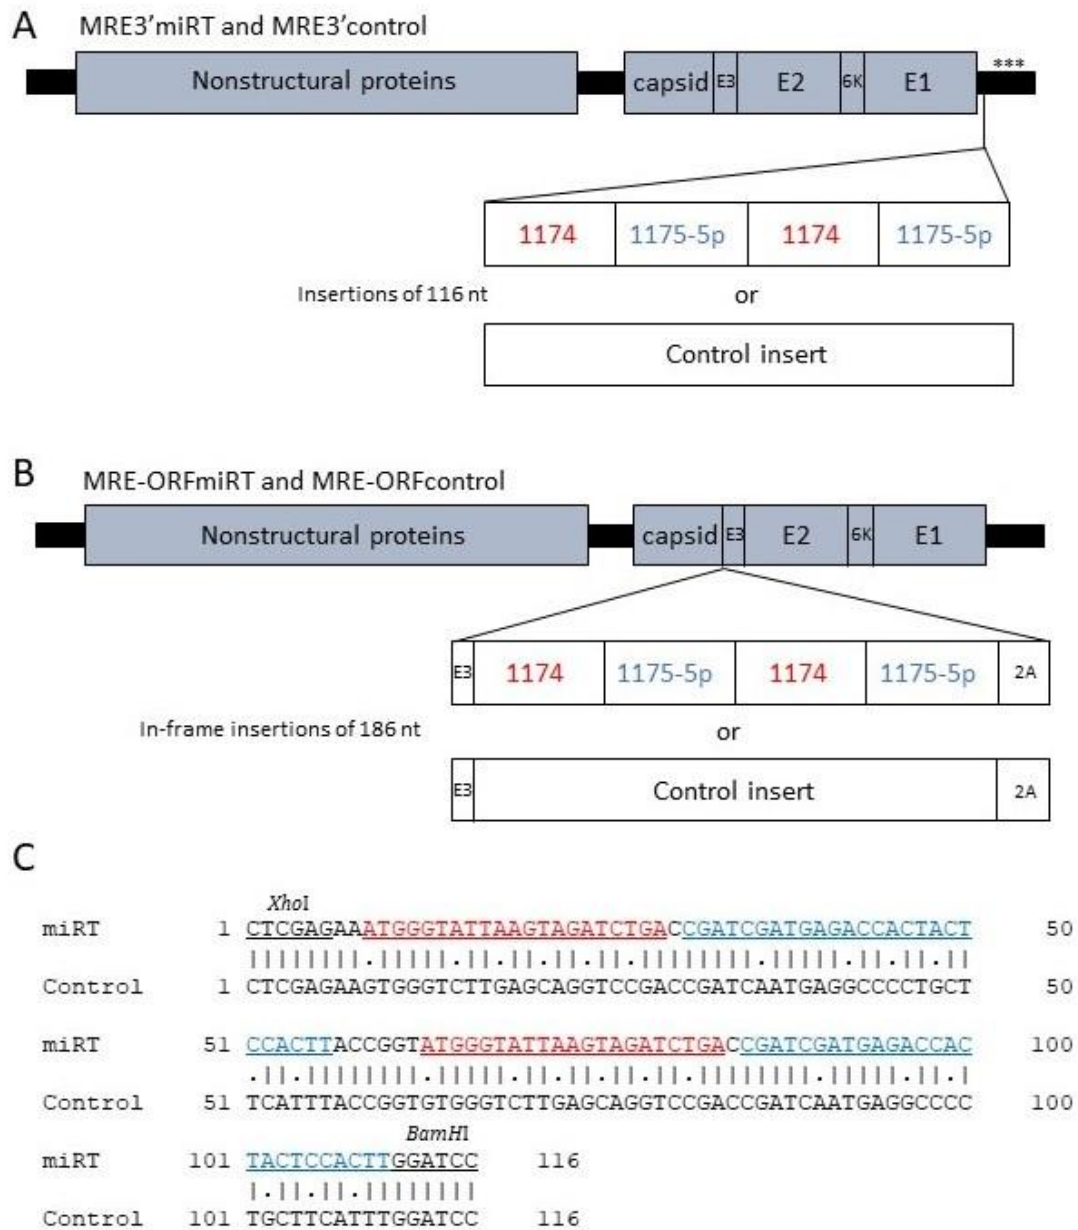 A
MRE3'miRT and MRE3'control
***
Nonstructural proteins capsid E3 E2 6K E1
1174 1175-5p 1174 1175-5p
Insertions of 116 nt or
Control insert
B
MRE-ORFmiRT and MRE-ORFcontrol
Nonstructural proteins capsid E3 E2 6K E1
E3 1174 1175-5p 1174 1175-5p 2A
In-frame insertions of 186 nt or
E3 Control insert 2A
C
XhoI
miRT 1 CTCGAGAAATGGGTATTAAGTAGATCTGACCGATCGATGAGACCACTACT 50
||||||||.|||||.||.||.||.||.||||||||.|||||.||.||.||
Control 1 CTCGAGAAGTGGGTCTTGAGCAGGTCCGACCGATCAATGAGGCCCCTGCT 50
miRT 51 CCACTTACCGGTATGGGTATTAAGTAGATCTGACCGATCGATGAGACCAC 100
.||.||||||||.|||||.||.||.||.||.||||||||.|||||.||.|
Control 51 TCATTTACCGGTGTGGGTCTTGAGCAGGTCCGACCGATCAATGAGGCCCC 100
BamHI
miRT 101 TACTCCACTTGGATCC 116
|.||.||.||||||||
Control 101 TGCTTCATTTGGATCC 116